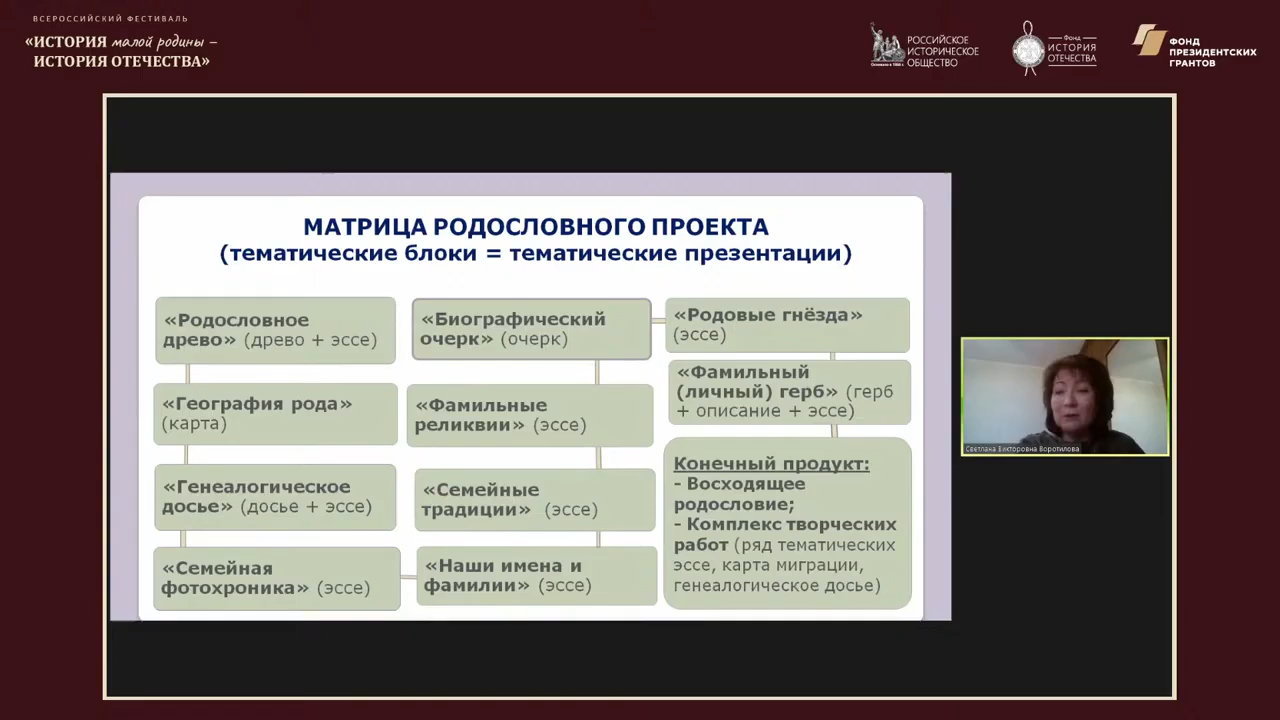 ВСЕРОССИЙСКИЙ ФЕСТИВАЛЬ
«ИСТОРИЯ малой родины –
ИСТОРИЯ ОТЕЧЕСТВА»
РОССИЙСКОЕ
ИСТОРИЧЕСКОЕ
ОБЩЕСТВО
Фонд
ИСТОРИЯ
ОТЕЧЕСТВА
ФОНД
ПРЕЗИДЕНТСКИХ
ГРАНТОВ
МАТРИЦА РОДОСЛОВНОГО ПРОЕКТА
(тематические блоки = тематические презентации)
«Родословное
древо» (древо + эссе)
«География рода»
(карта)
«Генеалогическое
досье» (досье + эссе)
«Семейная
фотохроника» (эссе)
«Биографический
очерк» (очерк)
«Фамильные
реликвии» (эссе)
«Семейные
традиции» (эссе)
«Наши имена и
фамилии» (эссе)
«Родовые гнёзда»
(эссе)
«Фамильный
(личный) герб» (герб
+ описание + эссе)
Конечный продукт:
- Восходящее
родословие;
- Комплекс творческих
работ (ряд тематических
эссе, карта миграции,
генеалогическое досье)
Светлана Викторовна Воротилова